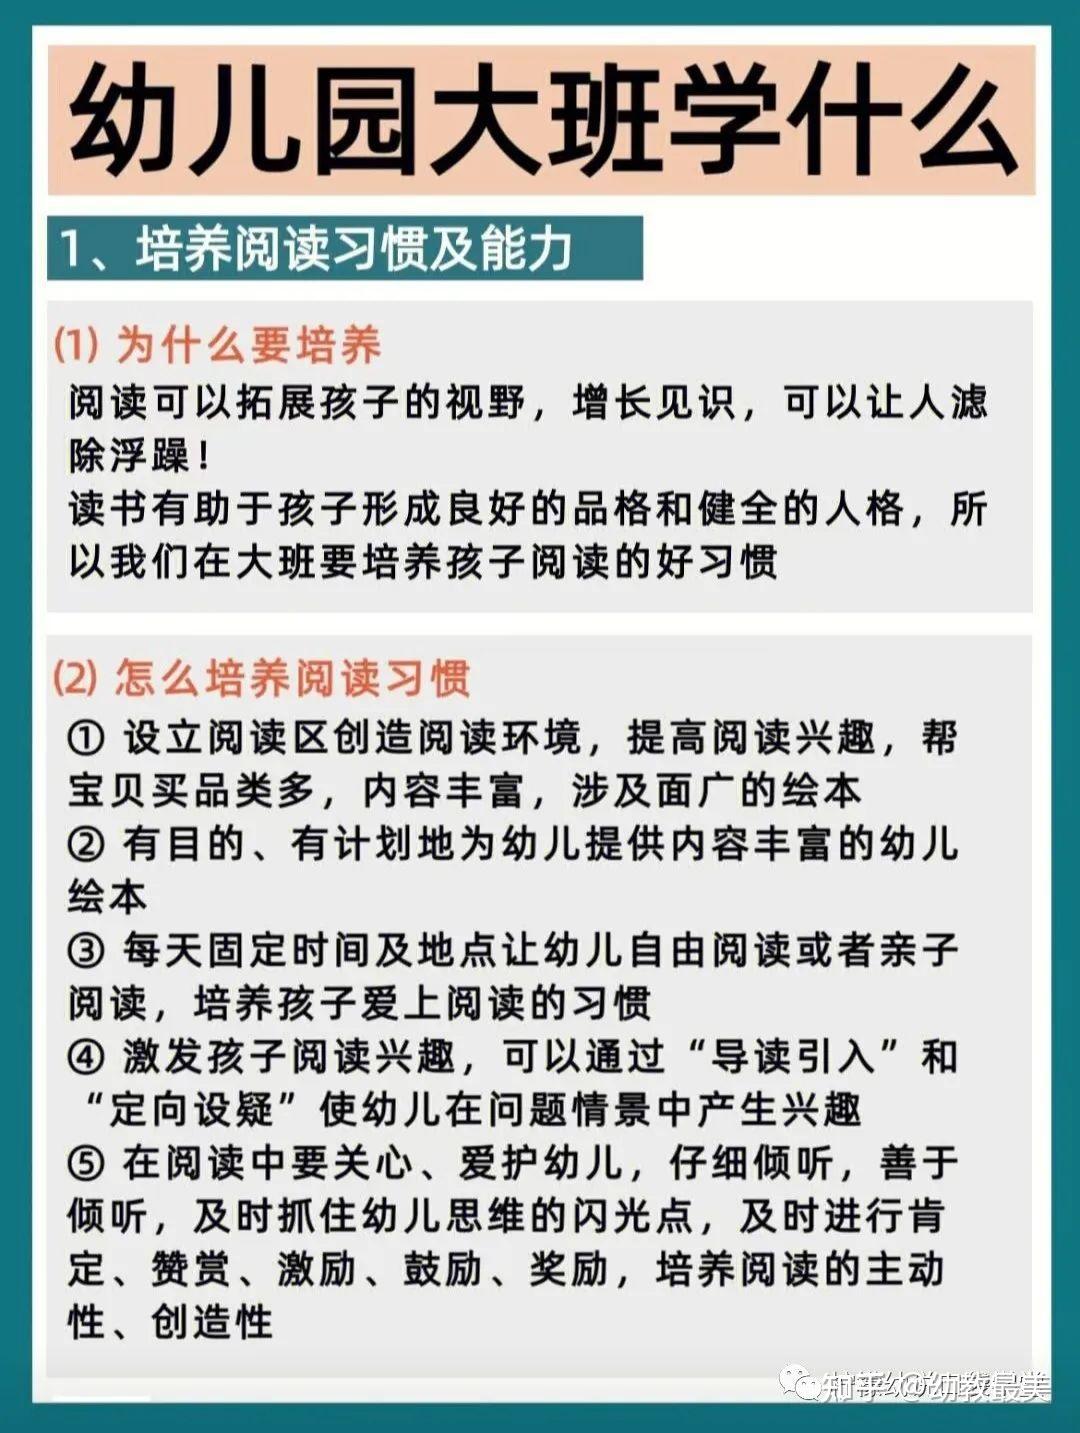 幼儿园大班学什么
1、培养阅读习惯及能力
(1) 为什么要培养
阅读可以拓展孩子的视野，增长见识，可以让人滤
除浮躁！
读书有助于孩子形成良好的品格和健全的人格，所
以我们在大班要培养孩子阅读的好习惯
(2) 怎么培养阅读习惯
① 设立阅读区创造阅读环境，提高阅读兴趣，帮
宝贝买品类多，内容丰富，涉及面广的绘本
② 有目的、有计划地为幼儿提供内容丰富的幼儿
绘本
③ 每天固定时间及地点让幼儿自由阅读或者亲子
阅读，培养孩子爱上阅读的习惯
④ 激发孩子阅读兴趣，可以通过“导读引入”和
“定向设疑”使幼儿在问题情景中产生兴趣
⑤ 在阅读中要关心、爱护幼儿，仔细倾听，善于
倾听，及时抓住幼儿思维的闪光点，及时进行肯
定、赞赏、激励、鼓励、奖励，培养阅读的主动
性、创造性
知乎 @幼教最美